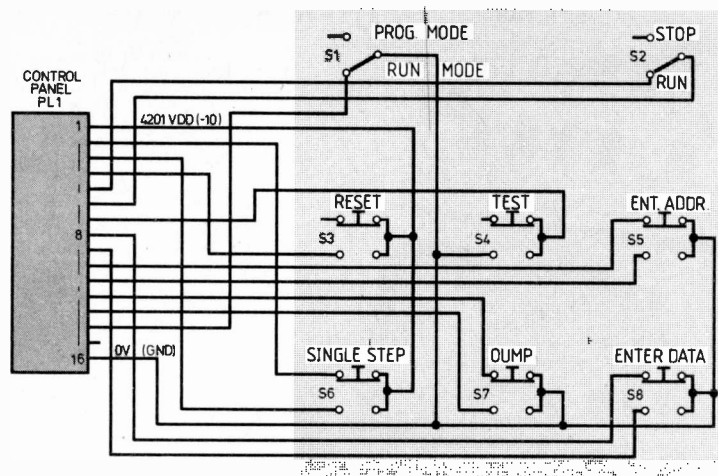 PROG. MODE
STOP
S1
S2
RUN MODE
RUN
CONTROL
PANEL
PL1
1
4201 VDD (-10)
RESET
TEST
ENT. ADDR.
8
S3
S4
S5
0V (GND)
16
SINGLE STEP
DUMP
ENTER DATA
S6
S7
S8